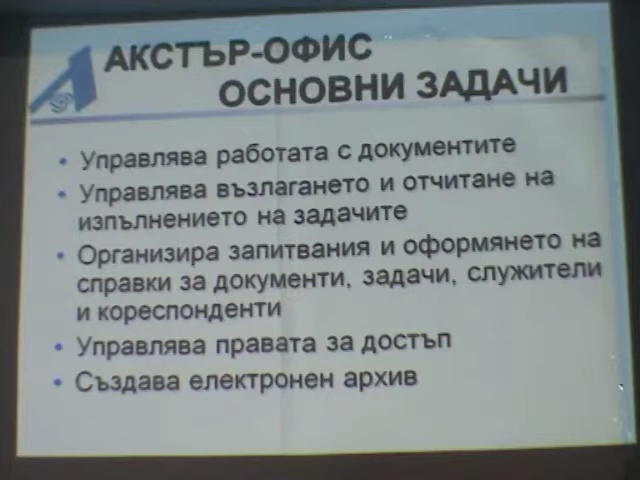 АКСТЪР-ОФИС
ОСНОВНИ ЗАДАЧИ
• Управлява работата с документите
• Управлява възлагането и отчитане на
изпълнението на задачите
• Организира запитвания и оформянето на
справки за документи, задачи, служители
и кореспонденти
• Управлява правата за достъп
• Създава електронен архив